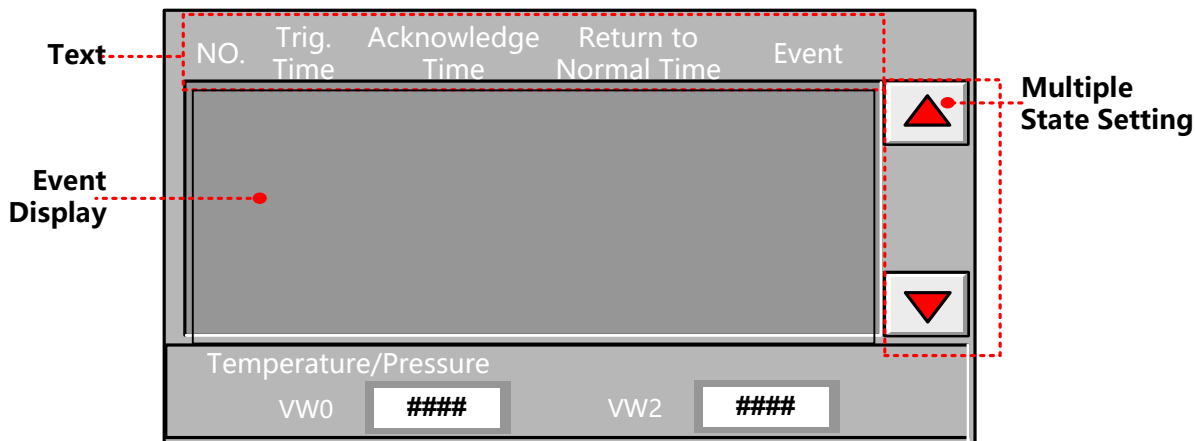 Text
NO.
Trig.
Time
Acknowledge
Time
Return to
Normal Time
Event
Multiple
State Setting
Event
Display
Temperature/Pressure
VW0
####
VW2
####